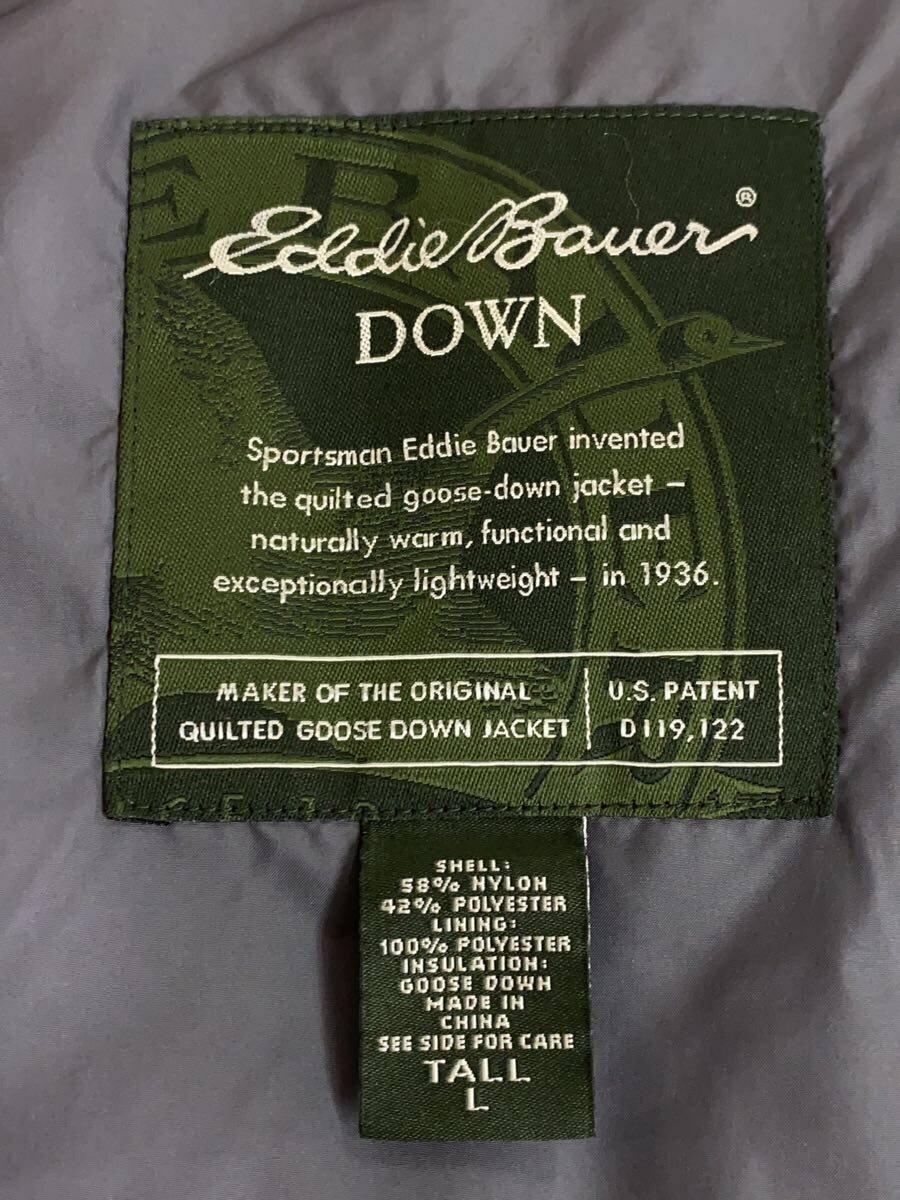 Eddie Bauer®
DOWN
Sportsman Eddie Bauer invented
the quilted goose-down jacket –
naturally warm, functional and
exceptionally lightweight – in 1936.
MAKER OF THE ORIGINAL
QUILTED GOOSE DOWN JACKET
U.S. PATENT
D119,122
SHELL:
58% NYLON
42% POLYESTER
LINING:
100% POLYESTER
INSULATION:
GOOSE DOWN
MADE IN
CHINA
SEE SIDE FOR CARE
TALL
L